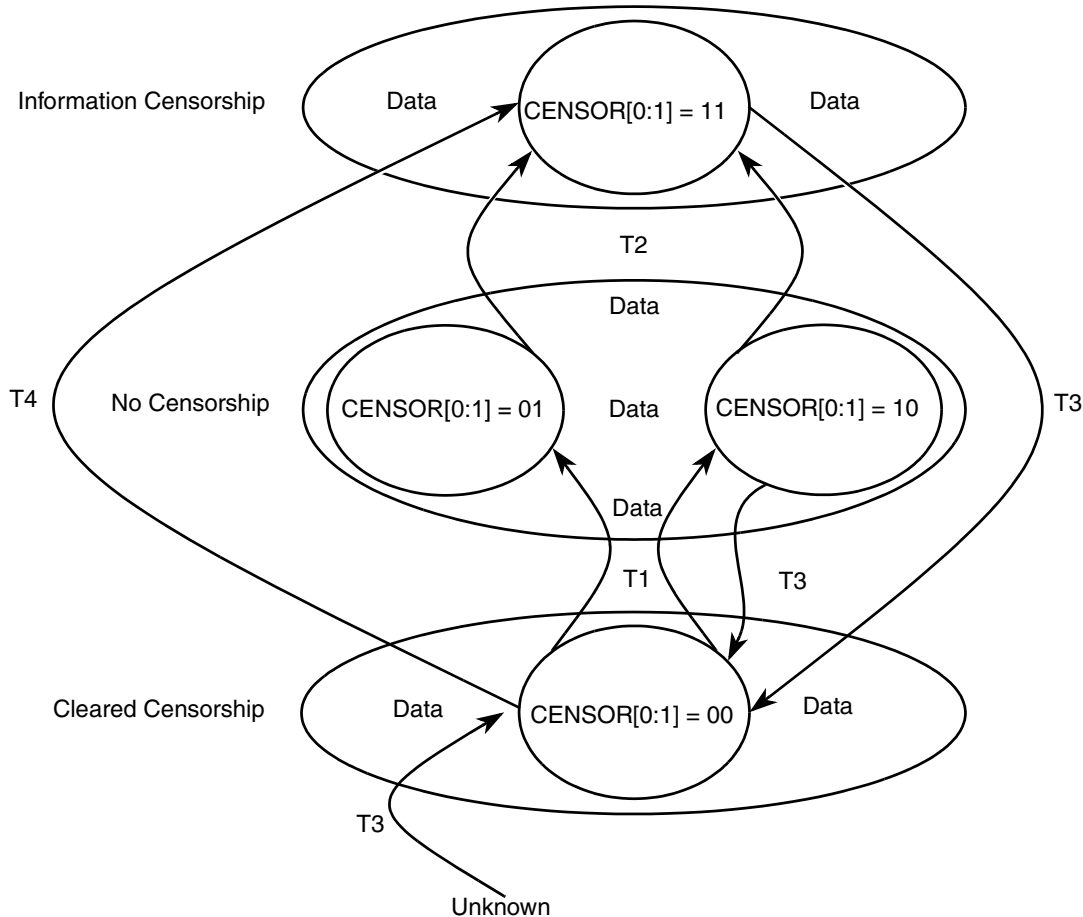 Information Censorship
Data
CENSOR[0:1] = 11
Data
T2
Data
T4
No Censorship
CENSOR[0:1] = 01
Data
CENSOR[0:1] = 10
T3
Data
T1
T3
Cleared Censorship
Data
CENSOR[0:1] = 00
Data
T3
Unknown